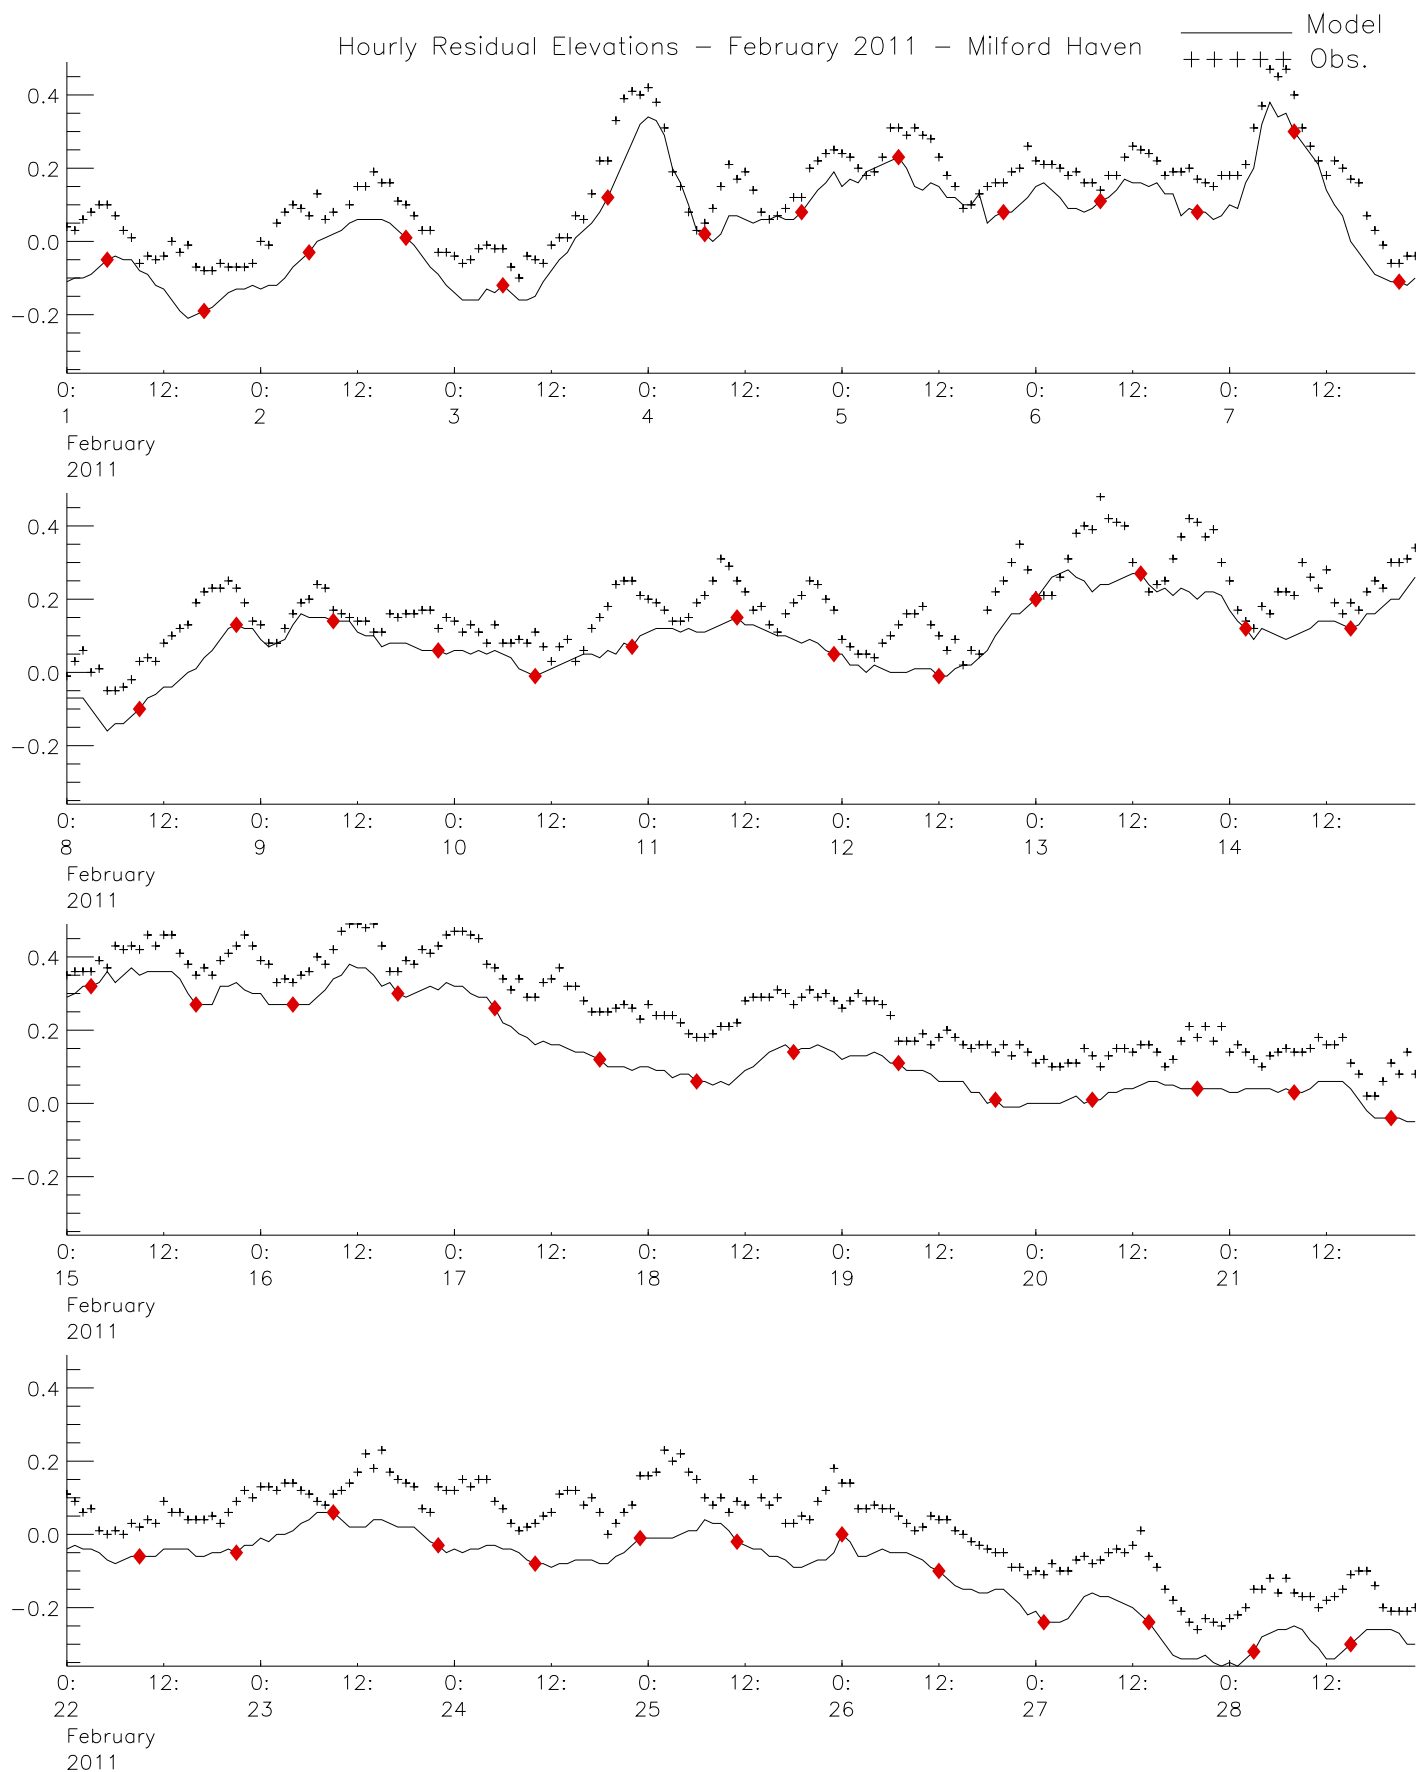 Hourly Residual Elevations − February 2011 − Milford Haven
Model
+++++ Obs.
0.4
0.2
0.0
−0.2
0: 12: 0: 12: 0: 12: 0: 12: 0: 12: 0: 12: 0: 12:
1 2 3 4 5 6 7
February
2011
0.4
0.2
0.0
−0.2
0: 12: 0: 12: 0: 12: 0: 12: 0: 12: 0: 12: 0: 12:
8 9 10 11 12 13 14
February
2011
0.4
0.2
0.0
−0.2
0: 12: 0: 12: 0: 12: 0: 12: 0: 12: 0: 12: 0: 12:
15 16 17 18 19 20 21
February
2011
0.4
0.2
0.0
−0.2
0: 12: 0: 12: 0: 12: 0: 12: 0: 12: 0: 12: 0: 12:
22 23 24 25 26 27 28
February
2011